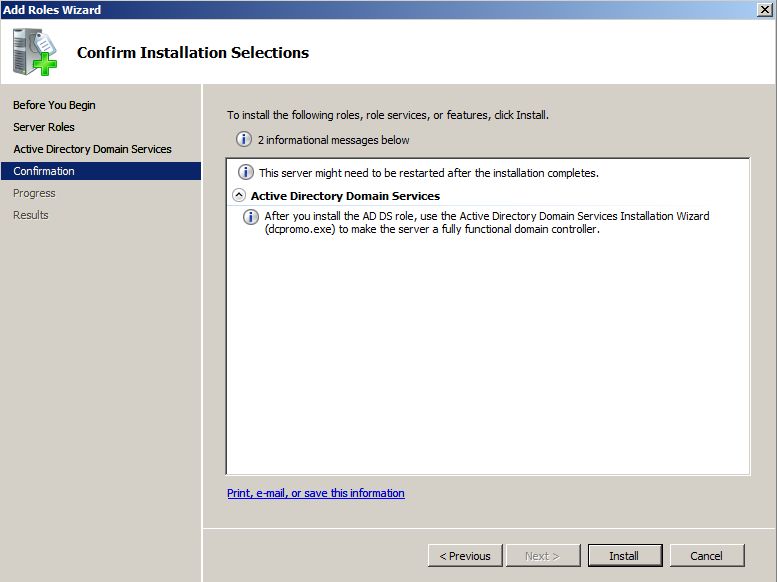 Add Roles Wizard
Confirm Installation Selections
Before You Begin
Server Roles
Active Directory Domain Services
Confirmation
Progress
Results
To install the following roles, role services, or features, click Install.
2 informational messages below
This server might need to be restarted after the installation completes.
Active Directory Domain Services
After you install the AD DS role, use the Active Directory Domain Services Installation Wizard
(dcpromo.exe) to make the server a fully functional domain controller.
Print, e-mail, or save this information
< Previous
Next >
Install
Cancel